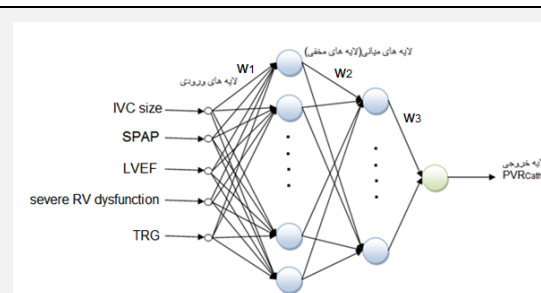 لایه های میانی(لایه های مخفی)
لایه های ورودی
W1
W2
W3
IVC size
SPAP
LVEF
severe RV dysfunction
TRG
لایه خروجی
PVRCath